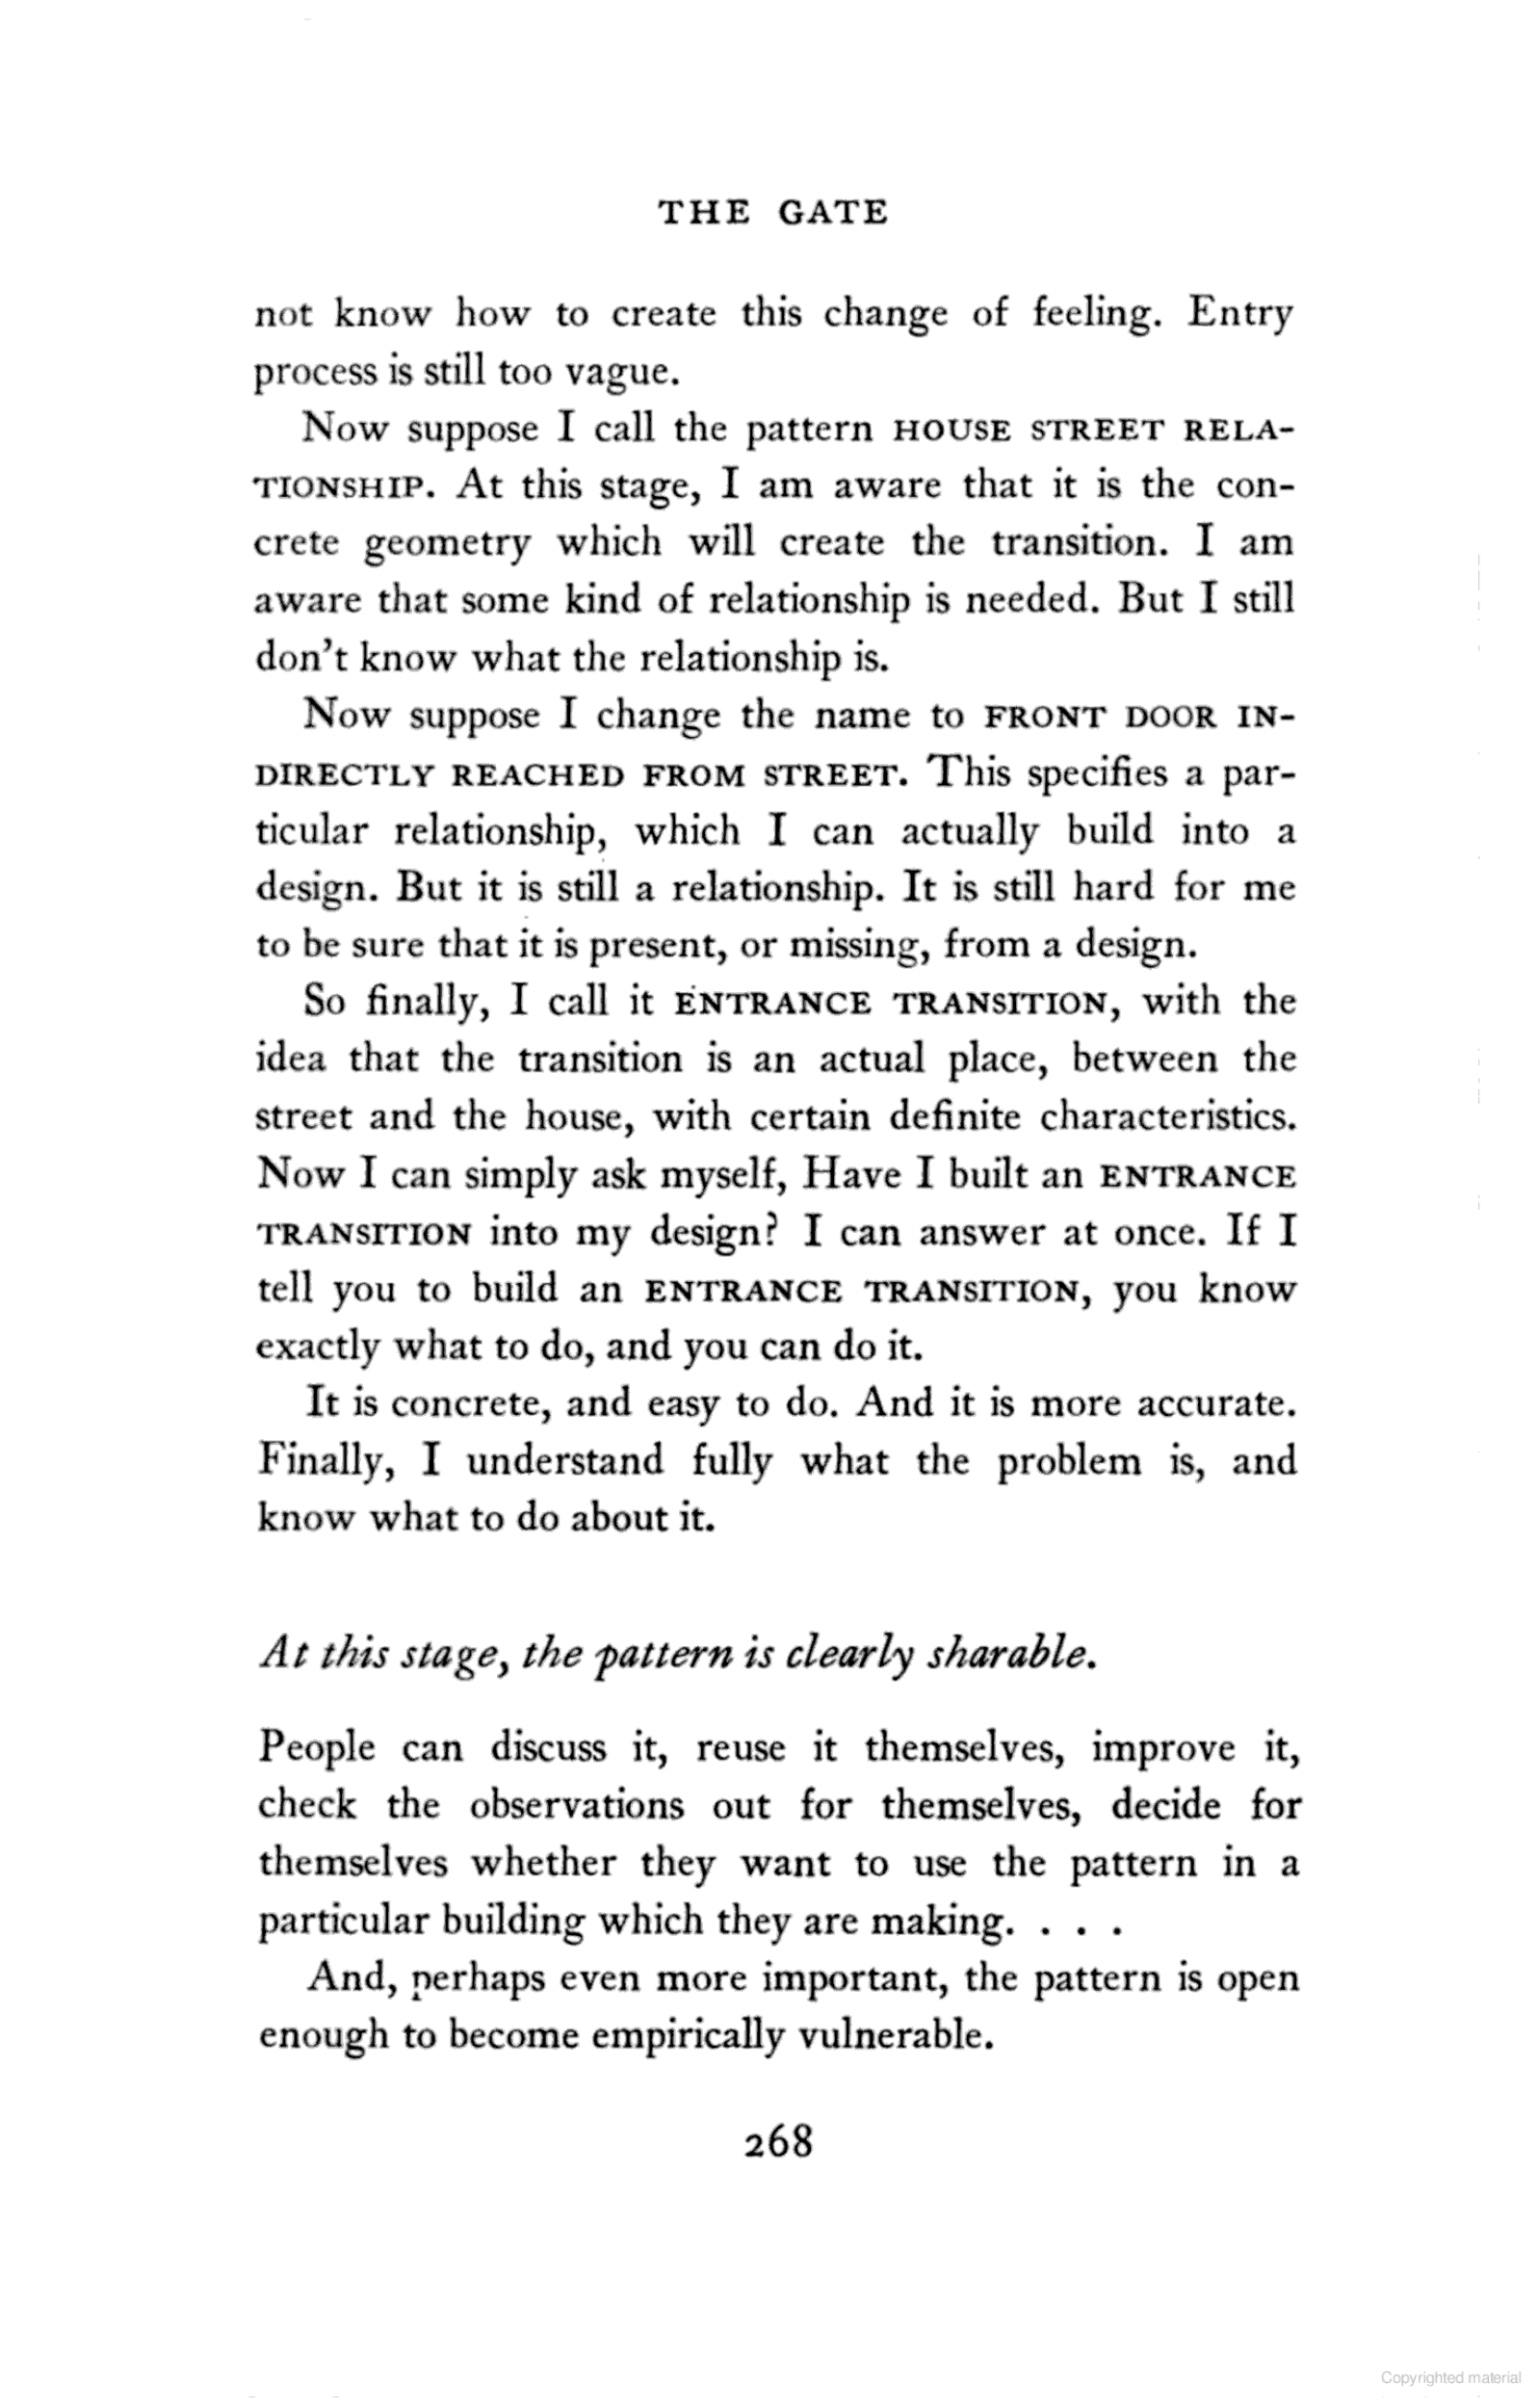 THE GATE
not know how to create this change of feeling. Entry
process is still too vague.
Now suppose I call the pattern HOUSE STREET RELA-
TIONSHIP. At this stage, I am aware that it is the con-
crete geometry which will create the transition. I am
aware that some kind of relationship is needed. But I still
don't know what the relationship is.
Now suppose I change the name to FRONT DOOR IN-
DIRECTLY REACHED FROM STREET. This specifies a par-
ticular relationship, which I can actually build into a
design. But it is still a relationship. It is still hard for me
to be sure that it is present, or missing, from a design.
So finally, I call it ENTRANCE TRANSITION, with the
idea that the transition is an actual place, between the
street and the house, with certain definite characteristics.
Now I can simply ask myself, Have I built an ENTRANCE
TRANSITION into my design? I can answer at once. If I
tell you to build an ENTRANCE TRANSITION, you know
exactly what to do, and you can do it.
It is concrete, and easy to do. And it is more accurate.
Finally, I understand fully what the problem is, and
know what to do about it.
At this stage, the pattern is clearly sharable.
People can discuss it, reuse it themselves, improve it,
check the observations out for themselves, decide for
themselves whether they want to use the pattern in a
particular building which they are making. . . .
And, perhaps even more important, the pattern is open
enough to become empirically vulnerable.
268
Copyrighted material